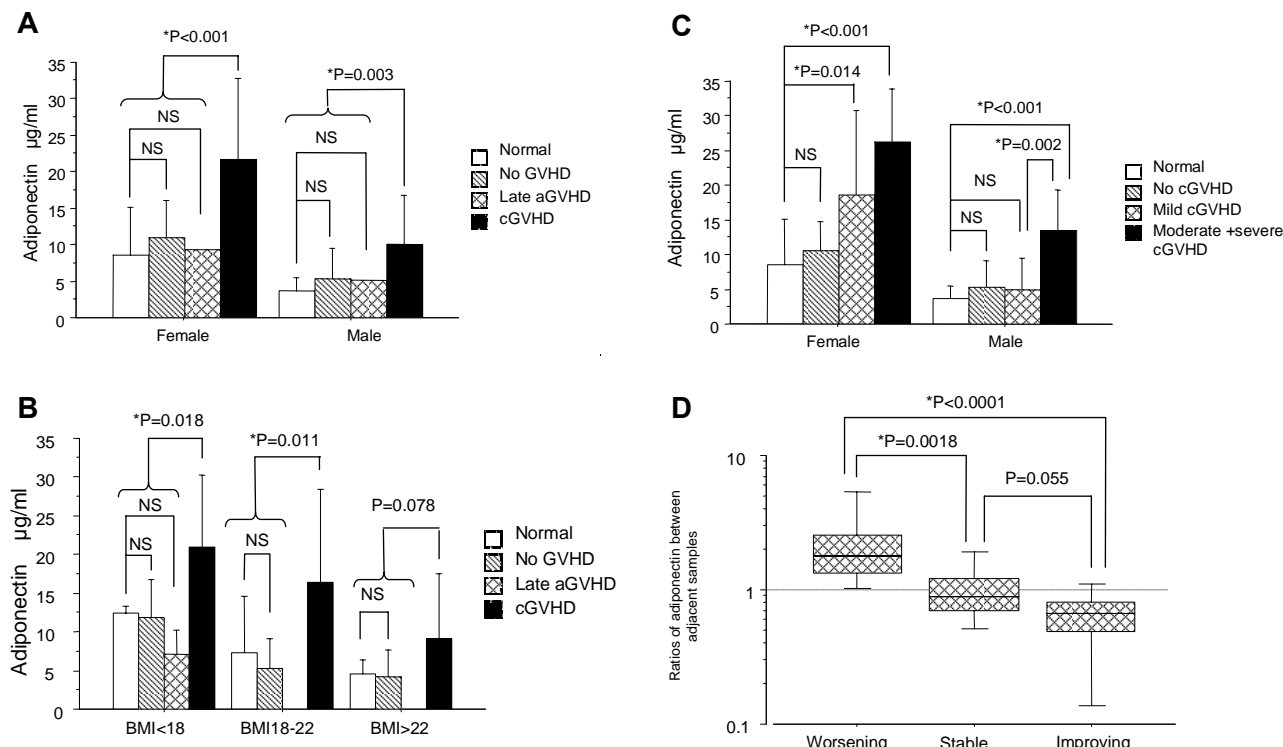 A
*P<0.001
*P=0.003
NS
NS
NS
NS
Adiponectin µg/ml
35
30
25
20
15
10
5
0
Female
Male
Normal
No GVHD
Late aGVHD
cGVHD
B
*P=0.018
*P=0.011
P=0.078
NS
NS
NS
NS
Adiponectin µg/ml
35
30
25
20
15
10
5
0
BMI<18
BMI18-22
BMI>22
Normal
No GVHD
Late aGVHD
cGVHD
C
*P<0.001
*P=0.014
*P<0.001
*P=0.002
NS
NS
NS
Adiponectin µg/ml
35
30
25
20
15
10
5
0
Female
Male
Normal
No cGVHD
Mild cGVHD
Moderate +severe
cGVHD
D
*P<0.0001
*P=0.0018
P=0.055
Ratios of adiponectin between
adjacent samples
10
1
0.1
Worsening
Stable
Improving